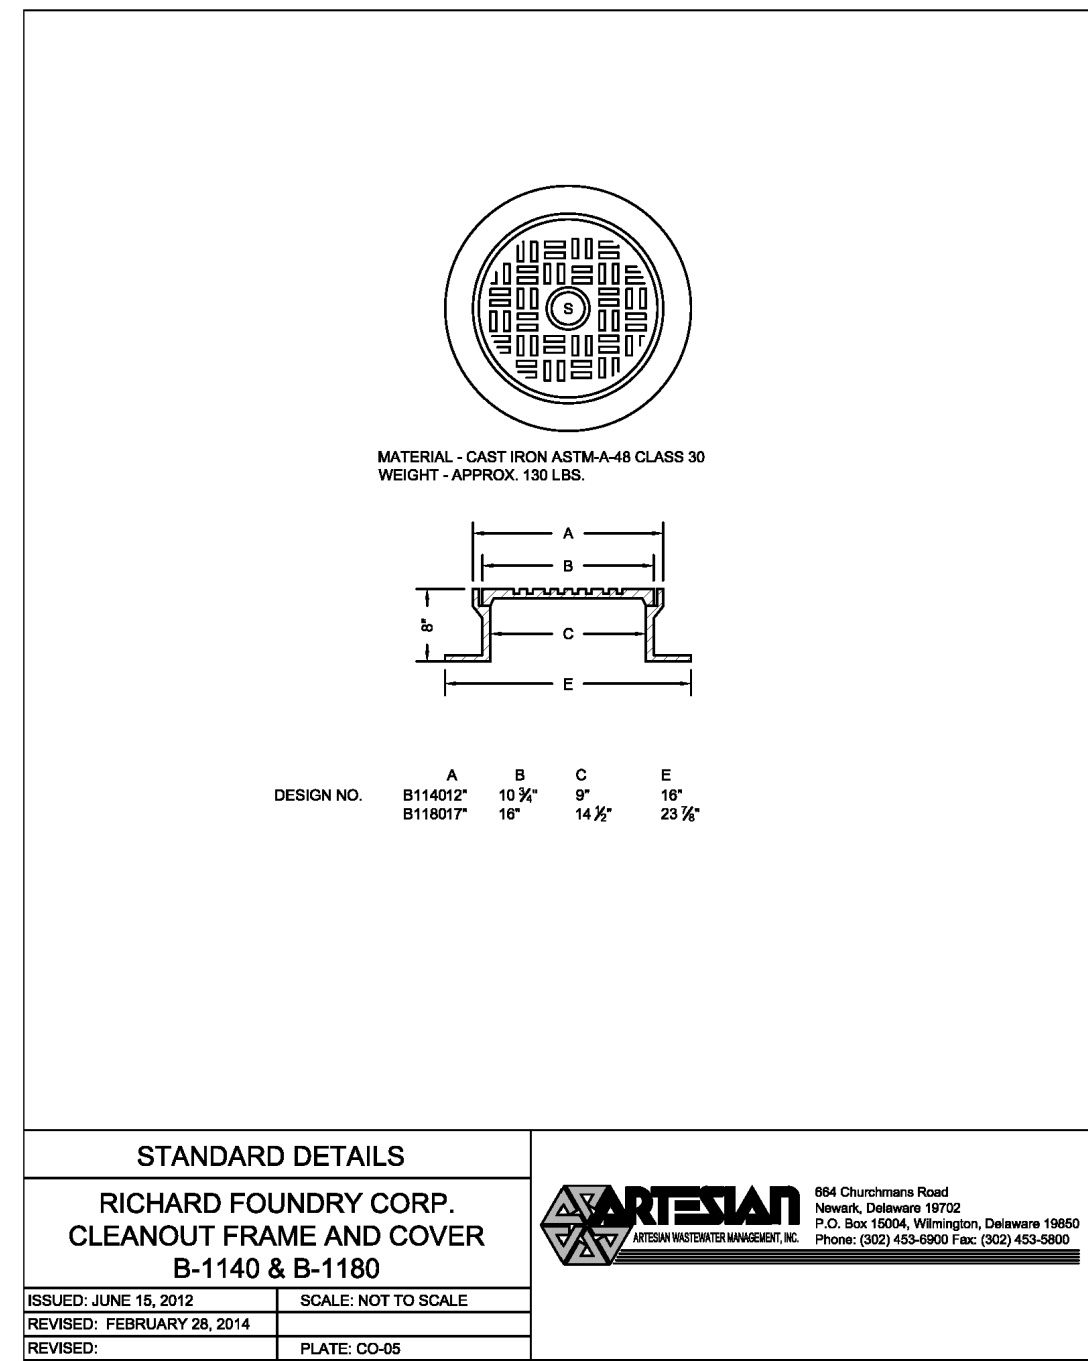 S
MATERIAL - CAST IRON ASTM-A-48 CLASS 30
WEIGHT - APPROX. 130 LBS.
A
B
8"
C
E
A B C E
DESIGN NO. B114012" 10 ¾" 9" 16"
B118017" 16" 14 ½" 23 ⅞"
STANDARD DETAILS
RICHARD FOUNDRY CORP.
CLEANOUT FRAME AND COVER
B-1140 & B-1180
ISSUED: JUNE 15, 2012 SCALE: NOT TO SCALE
REVISED: FEBRUARY 28, 2014
REVISED: PLATE: CO-05
ARTESIAN
ARTESIAN WASTEWATER MANAGEMENT, INC.
664 Churchmans Road
Newark, Delaware 19702
P.O. Box 15004, Wilmington, Delaware 19850
Phone: (302) 453-6900 Fax: (302) 453-5800